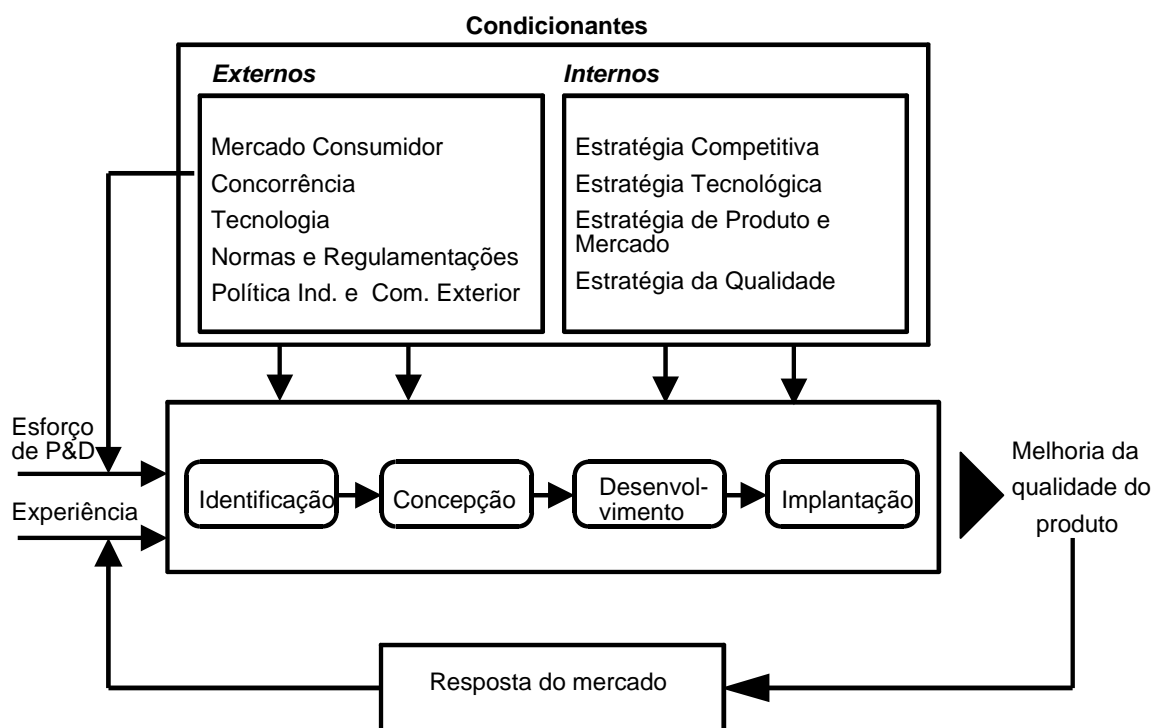 Condicionantes
Externos
Mercado Consumidor
Concorrência
Tecnologia
Normas e Regulamentações
Política Ind. e Com. Exterior
Internos
Estratégia Competitiva
Estratégia Tecnológica
Estratégia de Produto e
Mercado
Estratégia da Qualidade
Esforço
de P&D
Experiência
Identificação
Concepção
Desenvol-
vimento
Implantação
Melhoria da
qualidade do
produto
Resposta do mercado